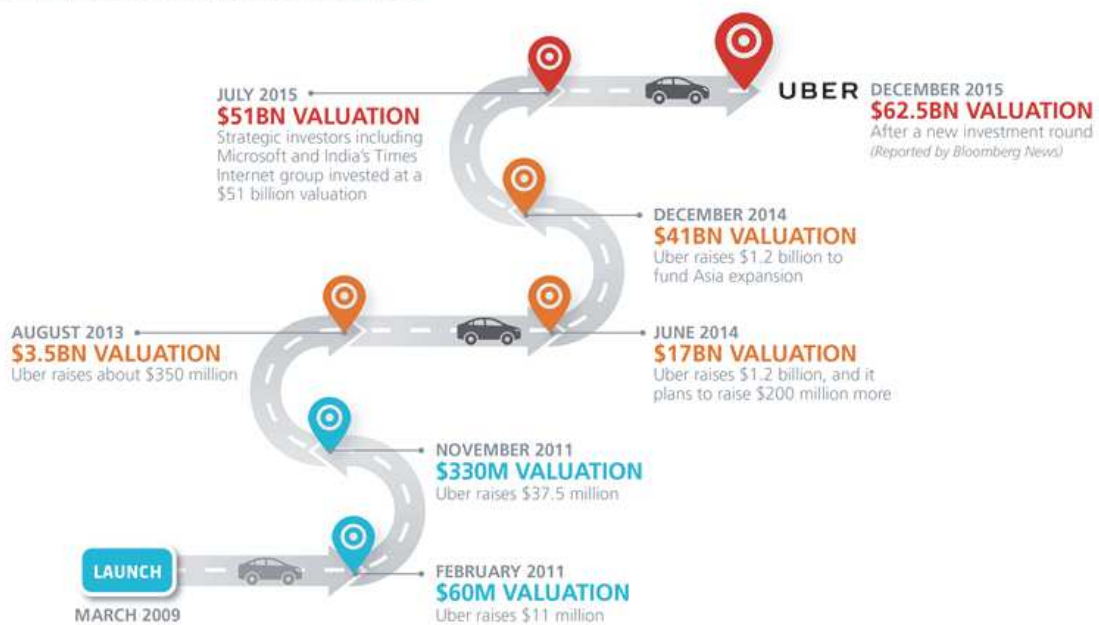 JULY 2015
$51BN VALUATION
Strategic investors including
Microsoft and India's Times
Internet group invested at a
$51 billion valuation
UBER
DECEMBER 2015
$62.5BN VALUATION
After a new investment round
(Reported by Bloomberg News)
DECEMBER 2014
$41BN VALUATION
Uber raises $1.2 billion to
fund Asia expansion
AUGUST 2013
$3.5BN VALUATION
Uber raises about $350 million
JUNE 2014
$17BN VALUATION
Uber raises $1.2 billion, and it
plans to raise $200 million more
NOVEMBER 2011
$330M VALUATION
Uber raises $37.5 million
LAUNCH
MARCH 2009
FEBRUARY 2011
$60M VALUATION
Uber raises $11 million